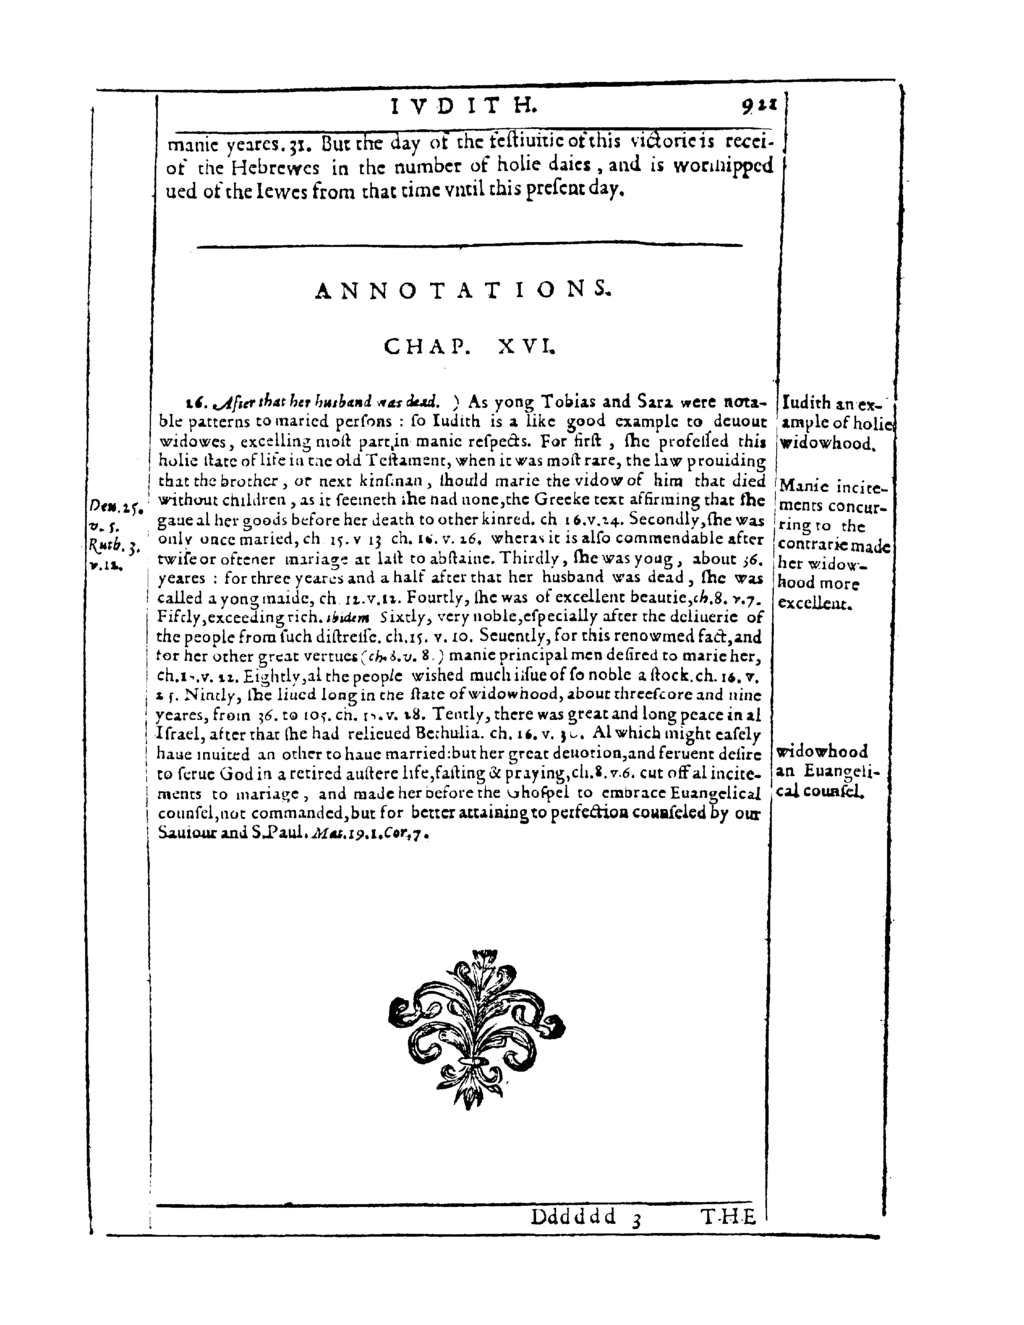 IVDITH. 921
manie yeares. 31. But the day of the feſtiuitie of this victorie is recei-
of the Hebrewes in the number of holie daies, and is worſhipped
ued of the Iewes from that time vntil this preſent day.
ANNOTATIONS.
CHAP. XVI.
26. After that her husband was dead. ) As yong Tobias and Sara were nota-
ble patterns to maried perſons : ſo Iudith is a like good example to deuout
widowes, excelling moſt part,in manie reſpects. For firſt , ſhe profeſſed this
holie ſtate of life in the old Teſtament, when it was moſt rare, the law prouiding
that the brother , or next kinſman , ſhould marie the vidow of him that died
without children , as it ſeemeth ſhe had none,the Greeke text affirming that ſhe
gaue al her goods before her death to other kinred. ch 16.v.24. Secondly,ſhe was
only once maried, ch 15. v 13 ch. 16. v. 26. wheras it is alſo commendable after
twiſe or oftener mariage at laſt to abſtaine. Thirdly, ſhe was yong, about 36.
yeares : for three yeares and a half after that her husband was dead, ſhe was
called a yong maide, ch 12.v.12. Fourtly, ſhe was of excellent beautie,ch.8. v.7.
Fiftly,exceeding rich. ibidem Sixtly, very noble,eſpecially after the deliuerie of
the people from ſuch diſtreſſe. ch.15. v. 10. Seuently, for this renowmed fact,and
for her other great vertues (ch. 8. v. 8.) manie principal men deſired to marie her,
ch. v. 22. Eightly,al the people wished much iſſue of ſo noble a ſtock. ch. 16. v.
25. Nintly, ſhe liued long in the ſtate of widowhood, about threeſcore and nine
yeares, from 36. to 105. ch. v. 28. Tently, there was great and long peace in al
Iſrael, after that ſhe had relieued Bethulia. ch. 16. v. 30. Al which might eaſely
haue inuited an other to haue married:but her great deuotion,and feruent deſire
to ſerue God in a retired auſtere life,faſting & praying,ch.8. v.6. cut off al incite-
ments to mariage, and made her before the Ghoſpel to embrace Euangelical
counſel,not commanded,but for better attaining to perfection counſeled by our
Sauiour and S.Paul. Mat.19.1.Cor.7.
Deu. 25.
v. 5.
Ruth. 3.
v.12.
Iudith an ex-
ample of holie
widowhood.
Manie incite-
ments concur-
ring to the
contrarie made
her widow-
hood more
excellent.
widowhood
an Euangeli-
cal counſel.
Dddddd 3 THE